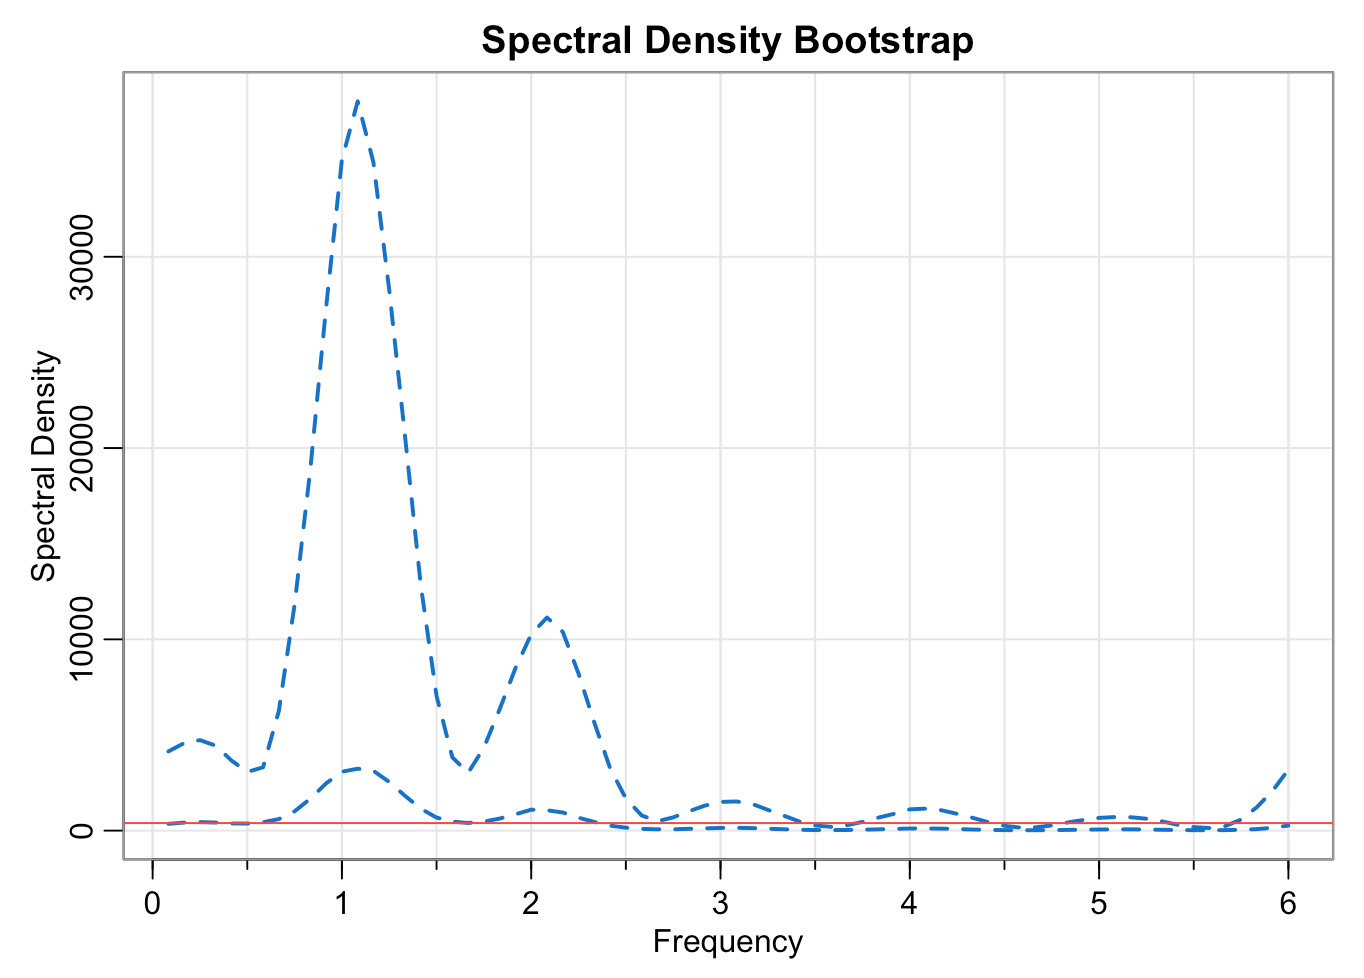 Spectral Density Bootstrap
Spectral Density
30000
20000
10000
0
0 1 2 3 4 5 6
Frequency